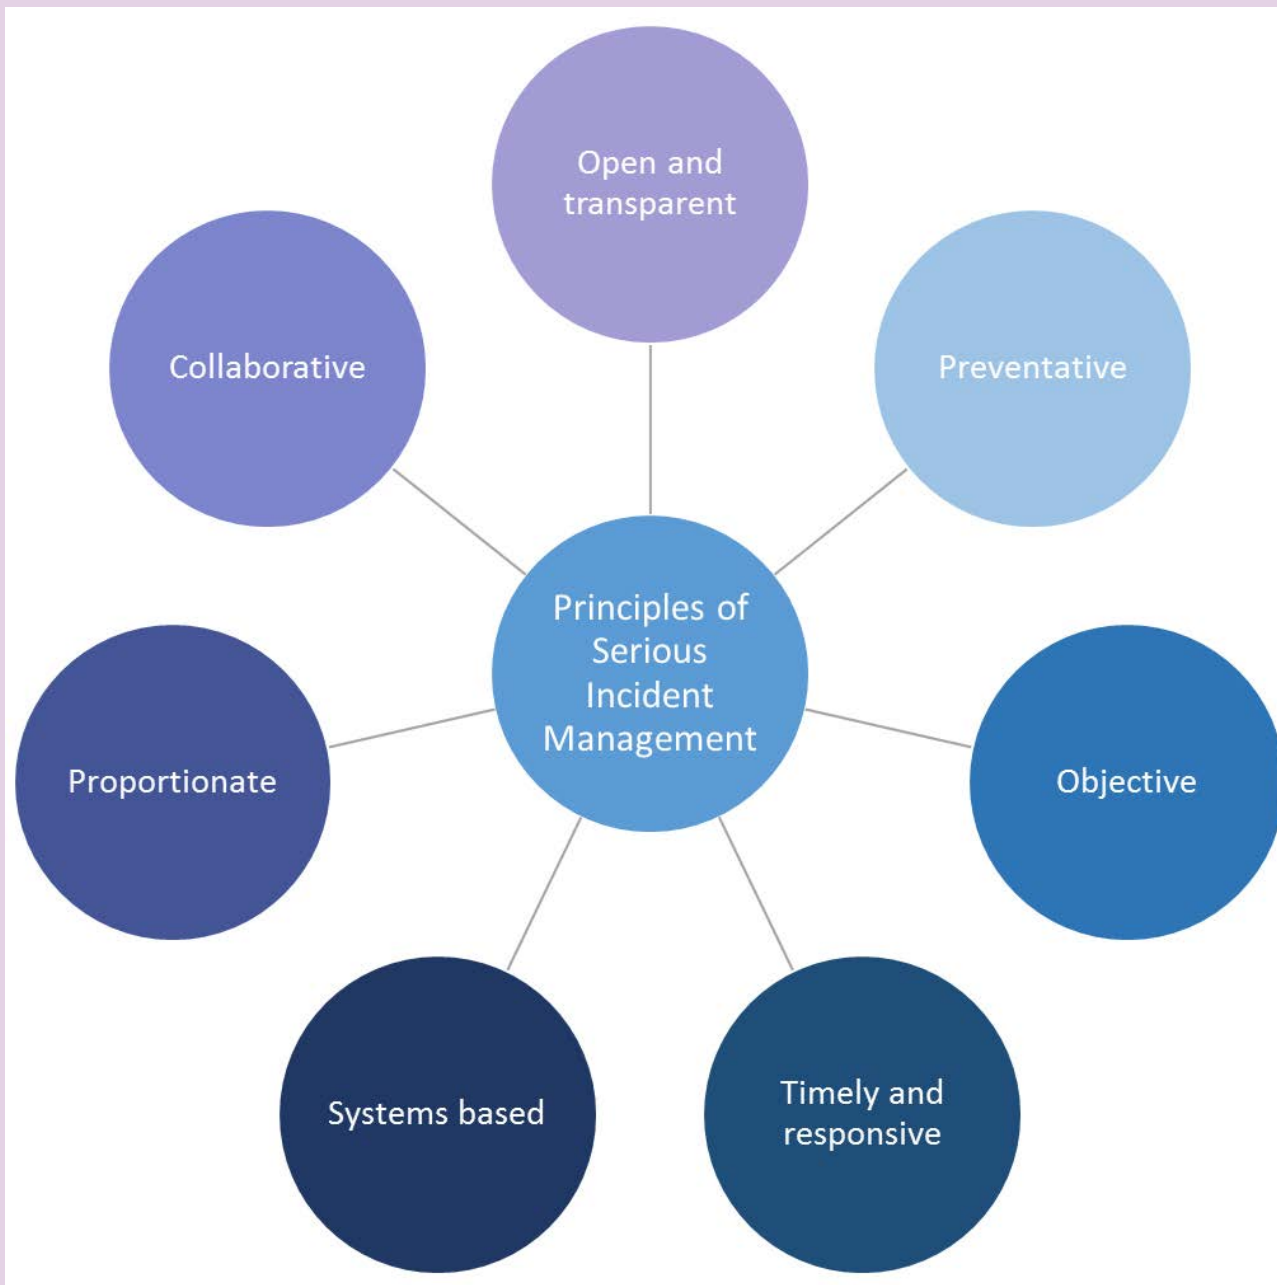 Open and
transparent
Collaborative
Preventative
Principles of
Serious
Incident
Management
Proportionate
Objective
Systems based
Timely and
responsive